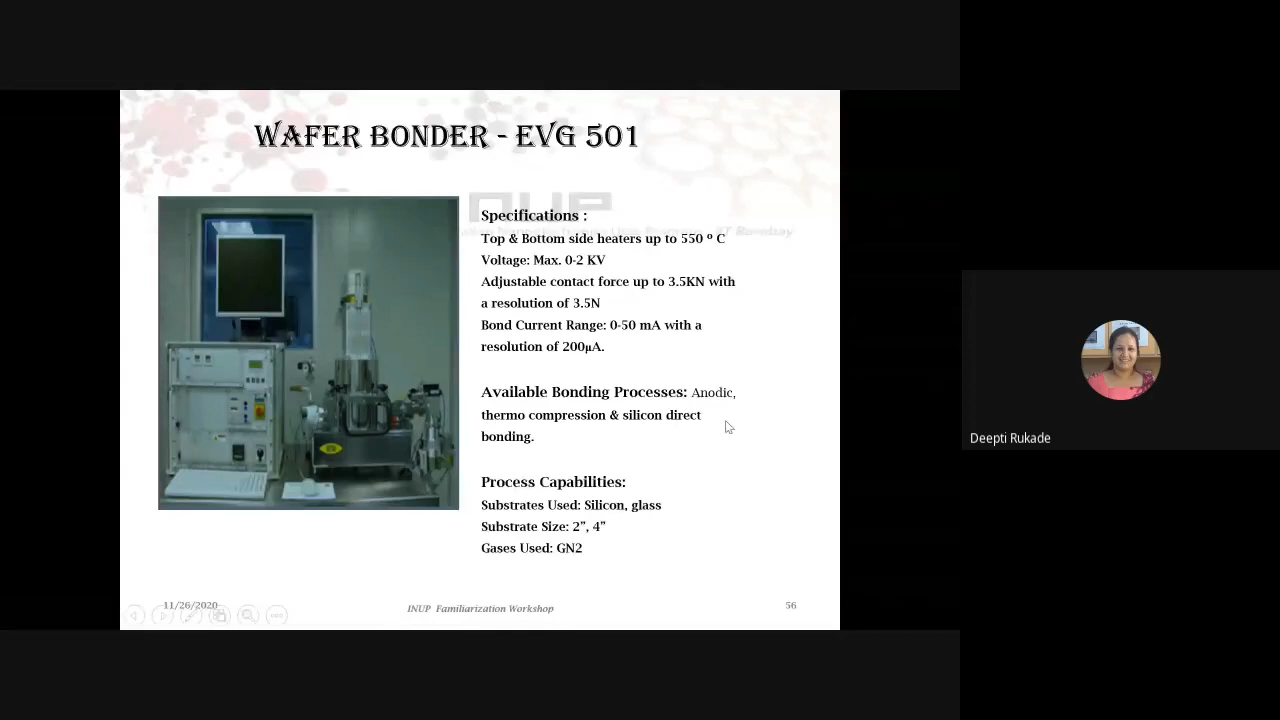 WAFER BONDER - EVG 501
Specifications :
Top & Bottom side heaters up to 550 º C
Voltage: Max. 0-2 KV
Adjustable contact force up to 3.5KN with
a resolution of 3.5N
Bond Current Range: 0-50 mA with a
resolution of 200µA.
Available Bonding Processes: Anodic,
thermo compression & silicon direct
bonding.
Process Capabilities:
Substrates Used: Silicon, glass
Substrate Size: 2”, 4”
Gases Used: GN2
11/26/2020
INUP Familiarization Workshop
56
Deepti Rukade